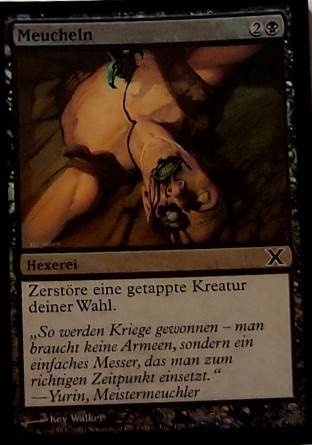 Meucheln 2
Hexerei X
Zerstöre eine getappte Kreatur
deiner Wahl.
„So werden Kriege gewonnen – man
braucht keine Armeen, sondern ein
einfaches Messer, das man zum
richtigen Zeitpunkt einsetzt.“
—Yurin, Meistermeuchler
Kev Walker